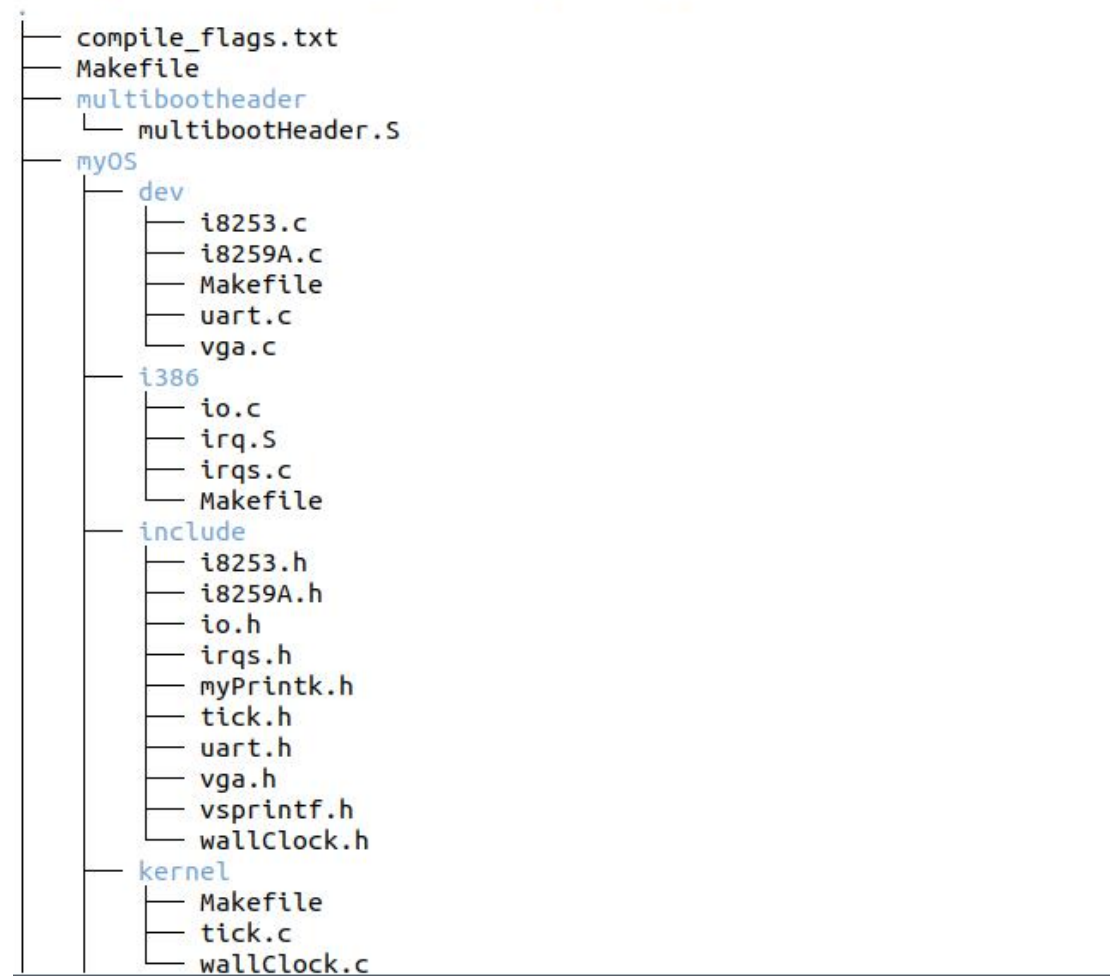 .
compile_flags.txt
Makefile
multibootheader
multibootHeader.S
myOS
dev
i8253.c
i8259A.c
Makefile
uart.c
vga.c
i386
io.c
irq.S
irqs.c
Makefile
include
i8253.h
i8259A.h
io.h
irqs.h
myPrintk.h
tick.h
uart.h
vga.h
vsprintf.h
wallClock.h
kernel
Makefile
tick.c
wallClock.c